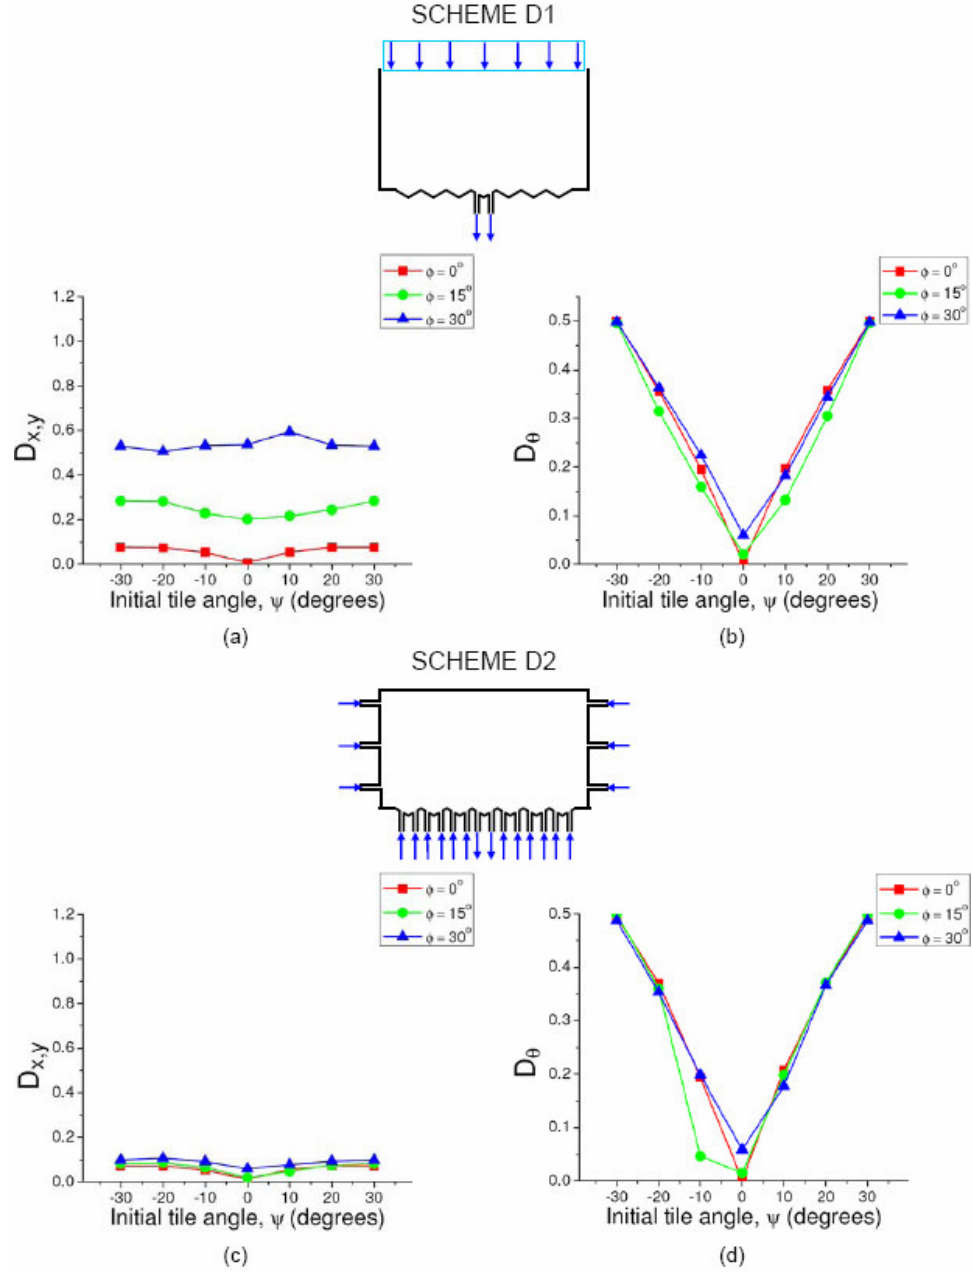 SCHEME D1
ϕ = 0°
ϕ = 15°
ϕ = 30°
1.2
1.0
0.8
0.6
0.4
0.2
0.0
D x,y
-30 -20 -10 0 10 20 30
Initial tile angle, ψ (degrees)
(a)
ϕ = 0°
ϕ = 15°
ϕ = 30°
0.5
0.4
0.3
0.2
0.1
0.0
D θ
-30 -20 -10 0 10 20 30
Initial tile angle, ψ (degrees)
(b)
SCHEME D2
ϕ = 0°
ϕ = 15°
ϕ = 30°
1.2
1.0
0.8
0.6
0.4
0.2
0.0
D x,y
-30 -20 -10 0 10 20 30
Initial tile angle, ψ (degrees)
(c)
ϕ = 0°
ϕ = 15°
ϕ = 30°
0.5
0.4
0.3
0.2
0.1
0.0
D θ
-30 -20 -10 0 10 20 30
Initial tile angle, ψ (degrees)
(d)